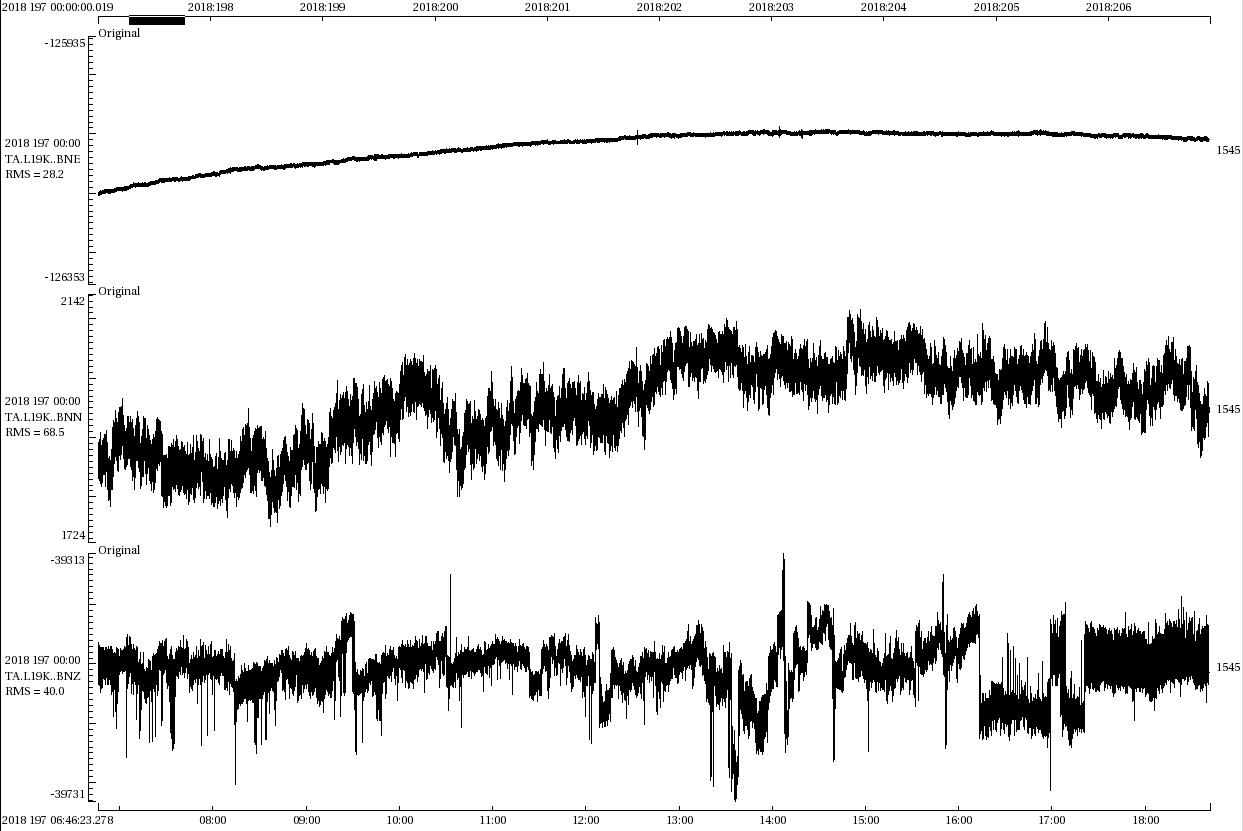 2018 197 00:00:00.019 2018:198 2018:199 2018:200 2018:201 2018:202 2018:203 2018:204 2018:205 2018:206
Original
-125935
2018 197 00:00
TA.L19K..BNE
RMS = 28.2
1545
-126353
Original
2142
2018 197 00:00
TA.L19K..BNN
RMS = 68.5
1545
1724
Original
-39313
2018 197 00:00
TA.L19K..BNZ
RMS = 40.0
1545
-39731
2018 197 06:46:23.278 08:00 09:00 10:00 11:00 12:00 13:00 14:00 15:00 16:00 17:00 18:00